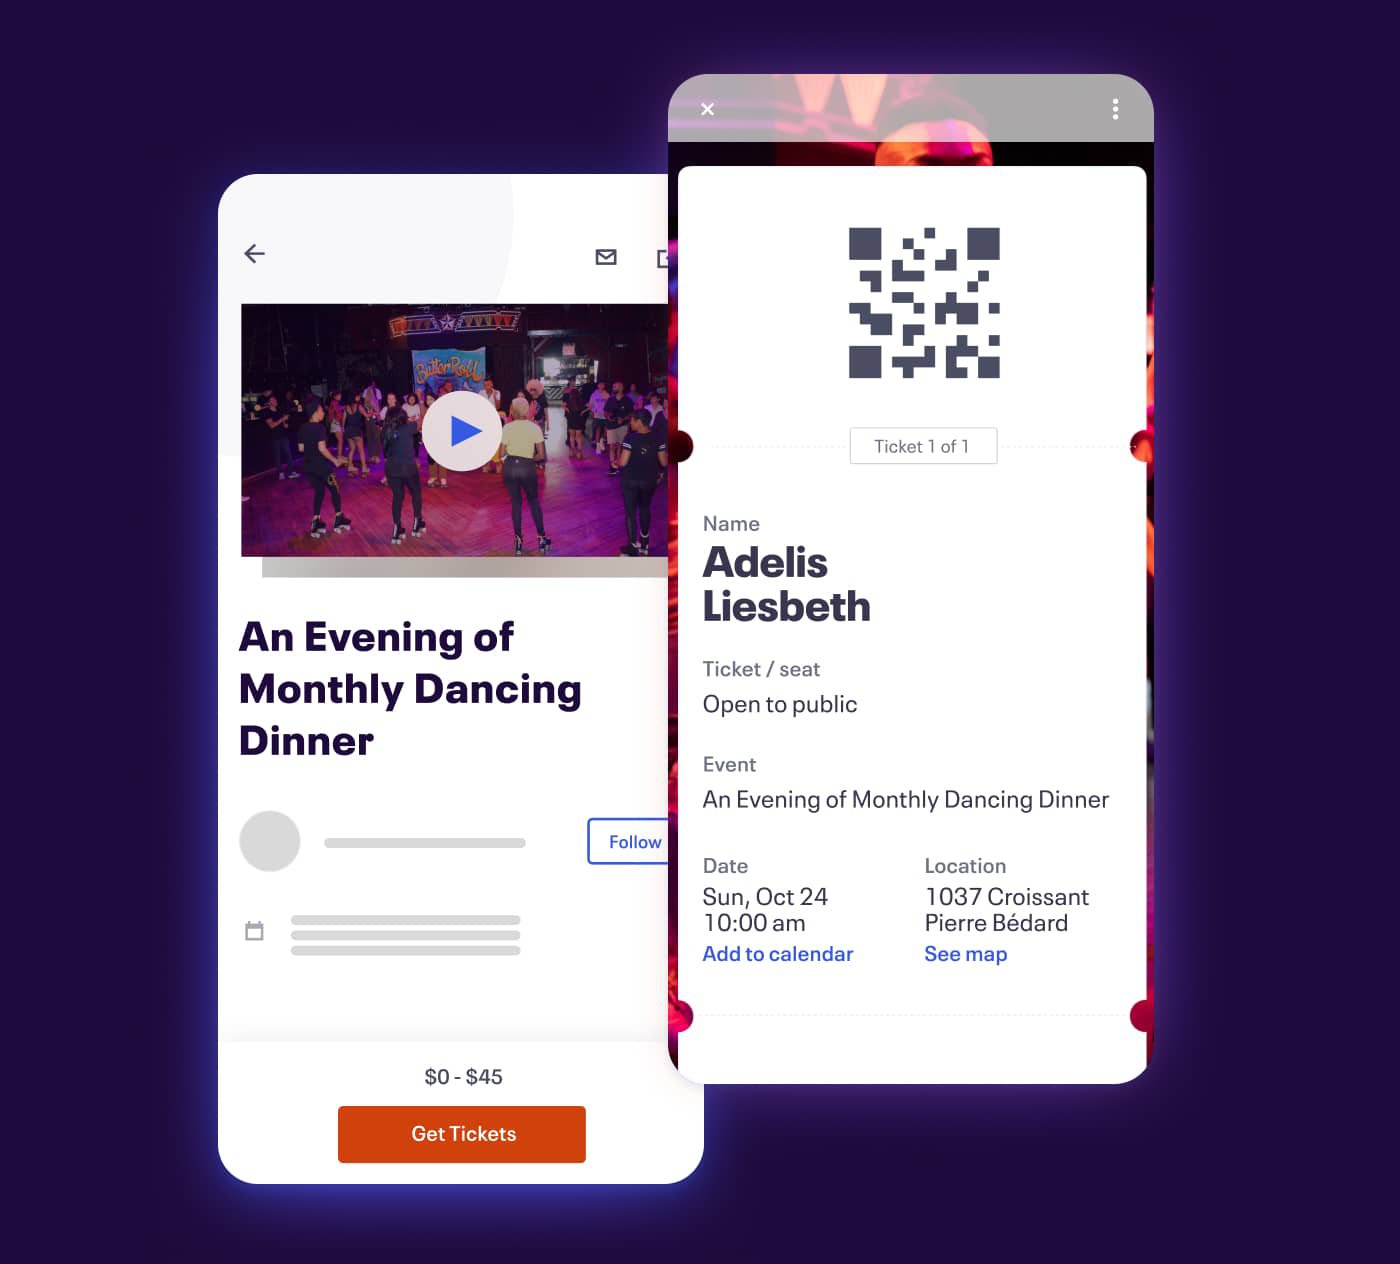 Butter Roll
An Evening of
Monthly Dancing
Dinner
Follow
$0 - $45
Get Tickets
Ticket 1 of 1
Name
Adelis
Liesbeth
Ticket / seat
Open to public
Event
An Evening of Monthly Dancing Dinner
Date
Sun, Oct 24
10:00 am
Add to calendar
Location
1037 Croissant
Pierre Bédard
See map